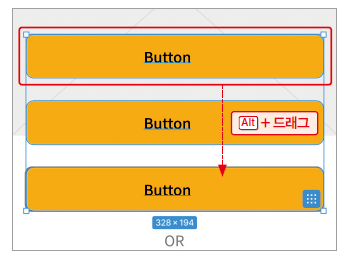 Button
Button
Alt + 드래그
Button
328 × 194
OR